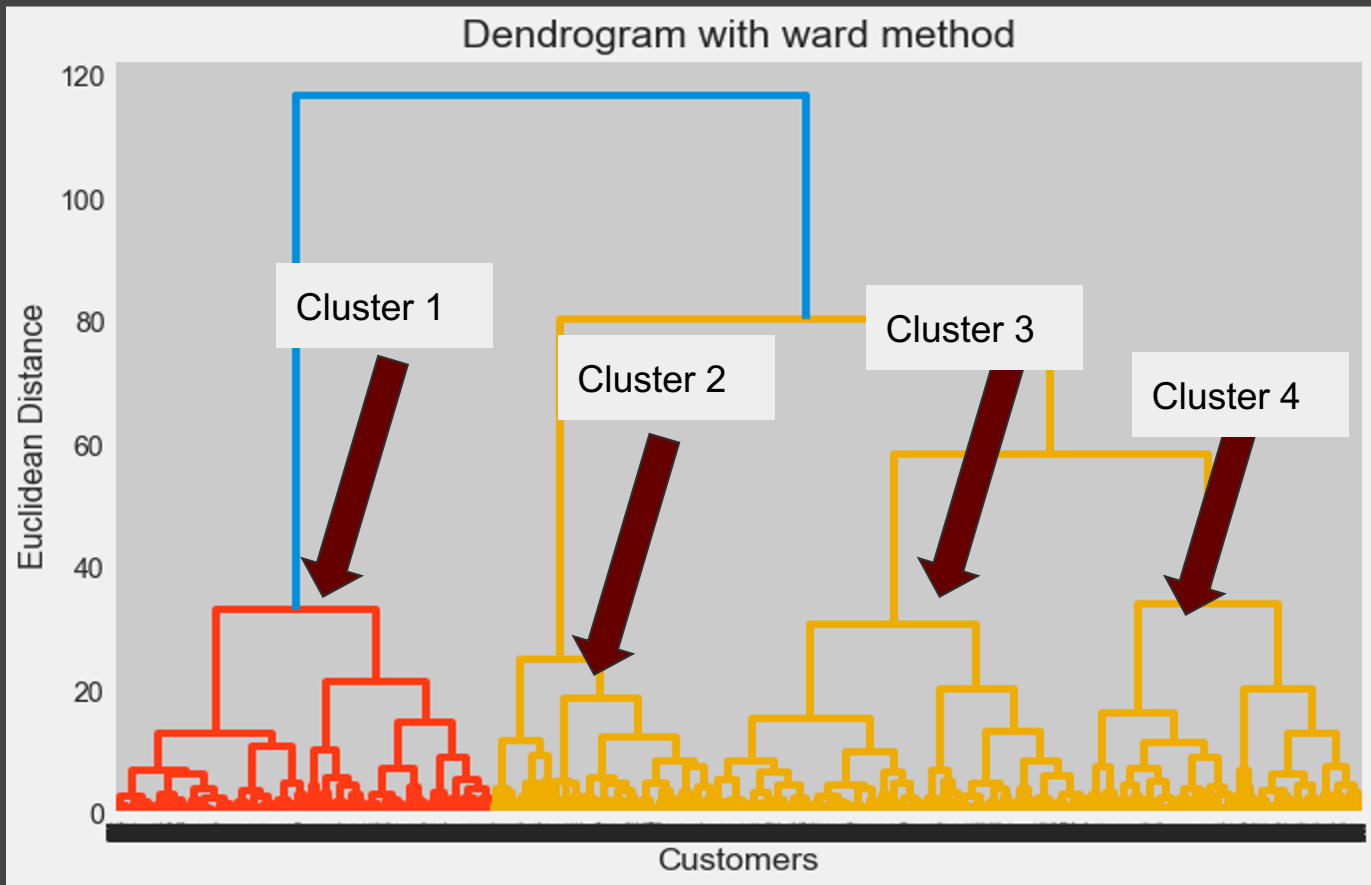 Dendrogram with ward method
120
100
80
60
40
20
0
Euclidean Distance
Cluster 1
Cluster 2
Cluster 3
Cluster 4
Customers